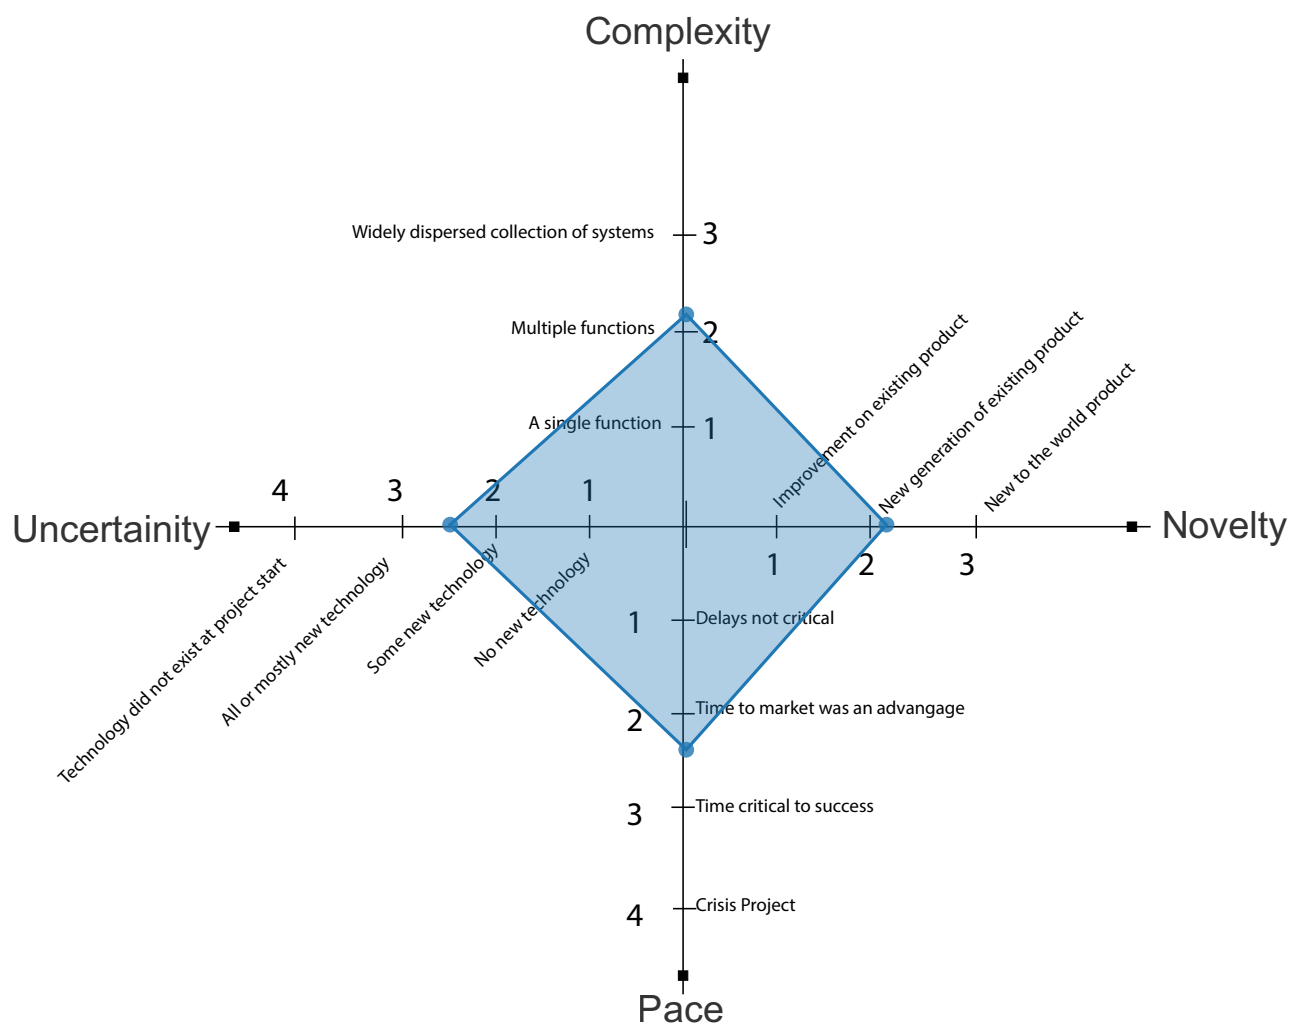 Complexity
Widely dispersed collection of systems
3
Multiple functions
2
A single function
1
Improvement on existing product
New generation of existing product
New to the world product
4
3
2
1
Uncertainity
Novelty
1
2
3
Technology did not exist at project start
All or mostly new technology
Some new technology
No new technology
1
Delays not critical
2
Time to market was an advangage
3
Time critical to success
4
Crisis Project
Pace